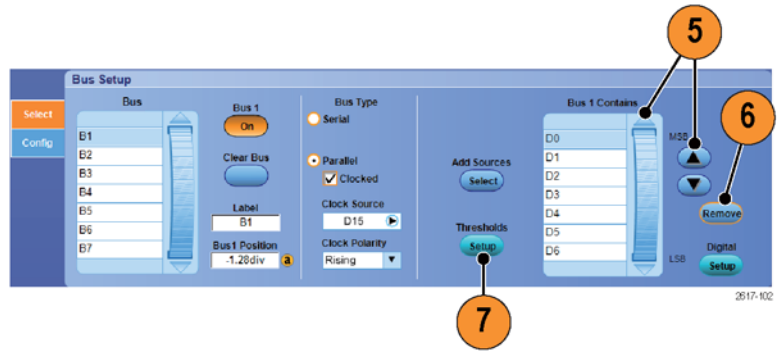 5
Bus Setup
Select
Config
Bus
B1
B2
B3
B4
B5
B6
B7
Bus 1
On
Clear Bus
Label
B1
Bus1 Position
-1.28div
a
Bus Type
Serial
Parallel
Clocked
Clock Source
D15
Clock Polarity
Rising
Add Sources
Select
Thresholds
Setup
Bus 1 Contains
D0
D1
D2
D3
D4
D5
D6
MSB
LSB
6
Remove
Digital
Setup
7
2617-102